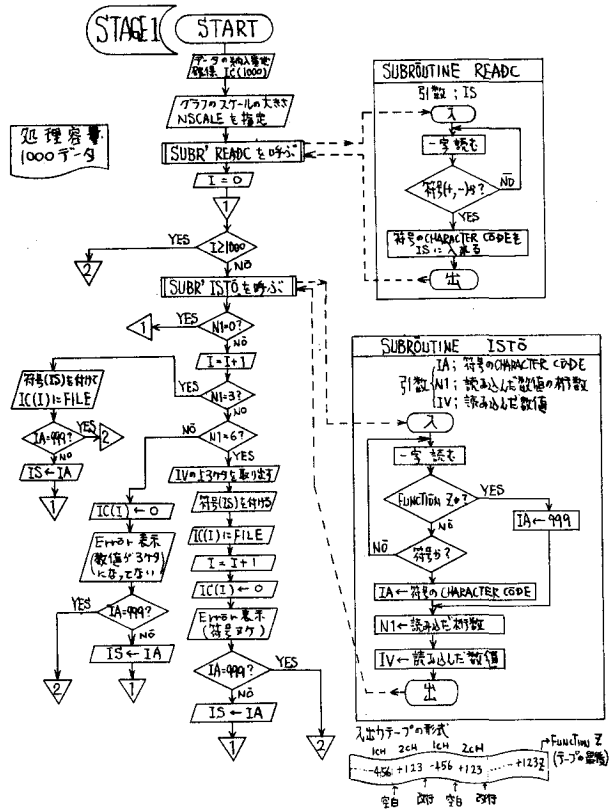 STAGE 1
START
データの納入番地
確保 IC(1000)
グラフのスケールの大きさ
NSCALE を指定
処理容量
1000データ
SUBR' READC を呼ぶ
I=0
1
I≥1000
YES
NO
2
SUBR' ISTO を呼ぶ
N1=0?
YES
1
NO
I=I+1
N1=3?
YES
NO
符号(IS)を付けて
IC(I)にFILE
IA=999?
YES
2
NO
IS←IA
1
N1=6?
NO
YES
IC(I)←0
Error 表示
(数値が3ケタ
になってない)
IA=999?
YES
NO
IS←IA
2
1
IVの上3ケタを取り出す
符号(IS)を付ける
IC(I)にFILE
I=I+1
IC(I)←0
Error 表示
(符号ヌケ)
IA=999?
YES
NO
IS←IA
1
2
SUBROUTINE READC
引数; IS
入
一字読む
符号(+,-)か?
NO
YES
符号のCHARACTER CODEを
ISに入れる
出
SUBROUTINE ISTO
引数
IA; 符号のCHARACTER CODE
N1; 読み込んだ数値の桁数
IV; 読み込んだ数値
入
一字読む
FUNCTION Zか?
YES
NO
IA←999
符号か?
NO
IA←符号のCHARACTER CODE
N1←読み込んだ桁数
IV←読み込んだ数値
出
入出力テープの形式
1CH 2CH 1CH 2CH
FUNCTION Z
(テープの最後)
-456 +123 -456 +123 +123Z
空白 改行 空白 改行